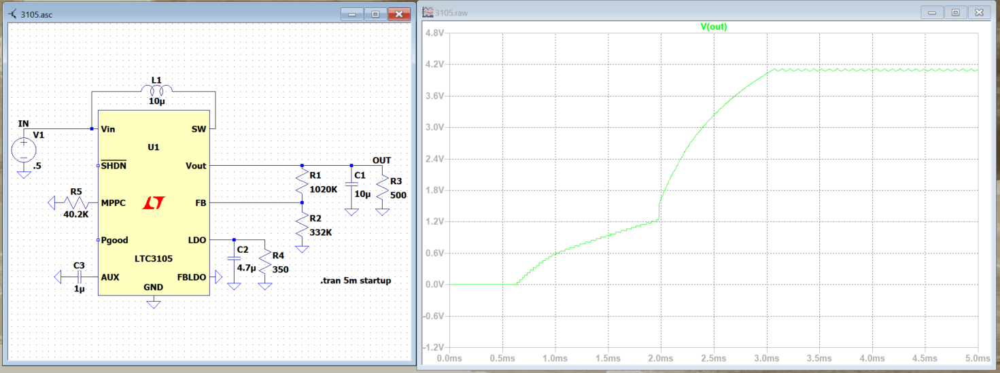 3105.asc
L1
10µ
IN
V1
.5
Vin
SW
U1
SHDN
Vout
OUT
R1
1020K
C1
10µ
R3
500
R5
40.2K
MPPC
FB
R2
332K
Pgood
LDO
C2
4.7µ
R4
350
LTC3105
C3
1µ
AUX
FBLDO
GND
.tran 5m startup
3105.raw
V(out)
4.8V
4.2V
3.6V
3.0V
2.4V
1.8V
1.2V
0.6V
0.0V
-0.6V
-1.2V
0.0ms 0.5ms 1.0ms 1.5ms 2.0ms 2.5ms 3.0ms 3.5ms 4.0ms 4.5ms 5.0ms